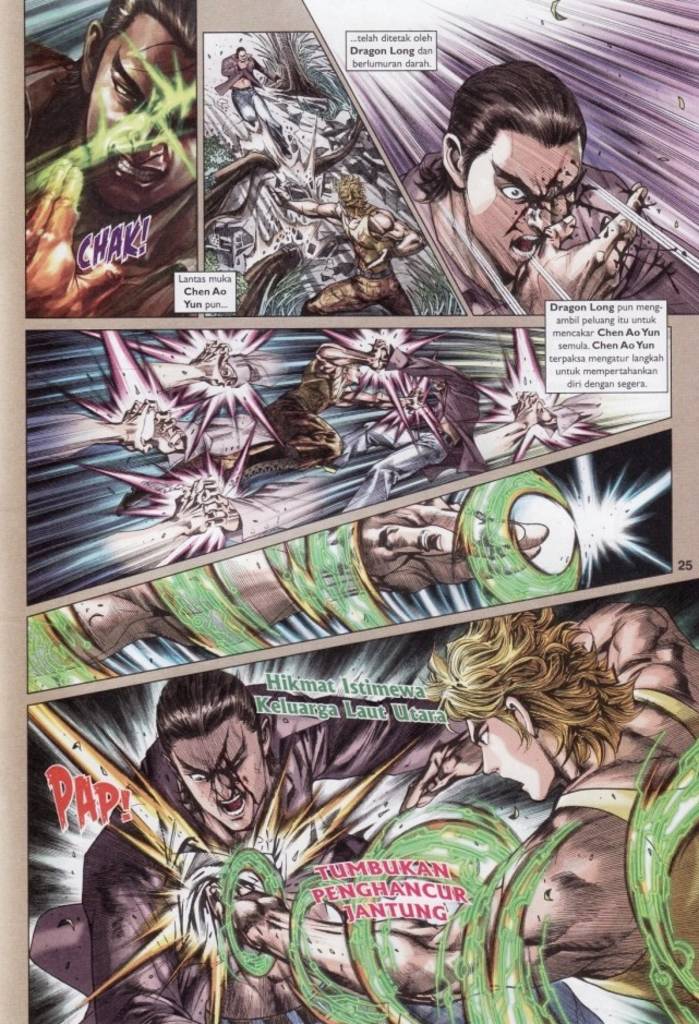 CHAK!
Lantas muka
Chen Ao
Yun pun...
...telah ditetak oleh
Dragon Long dan
berlumuran darah.
Dragon Long pun meng-
ambil peluang itu untuk
mencakar Chen Ao Yun
semula. Chen Ao Yun
terpaksa mengatur langkah
untuk mempertahankan
diri dengan segera.
25
Hikmat Istimewa
Keluarga Laut Utara
PAP!
TUMBUKAN
PENGHANCUR
JANTUNG